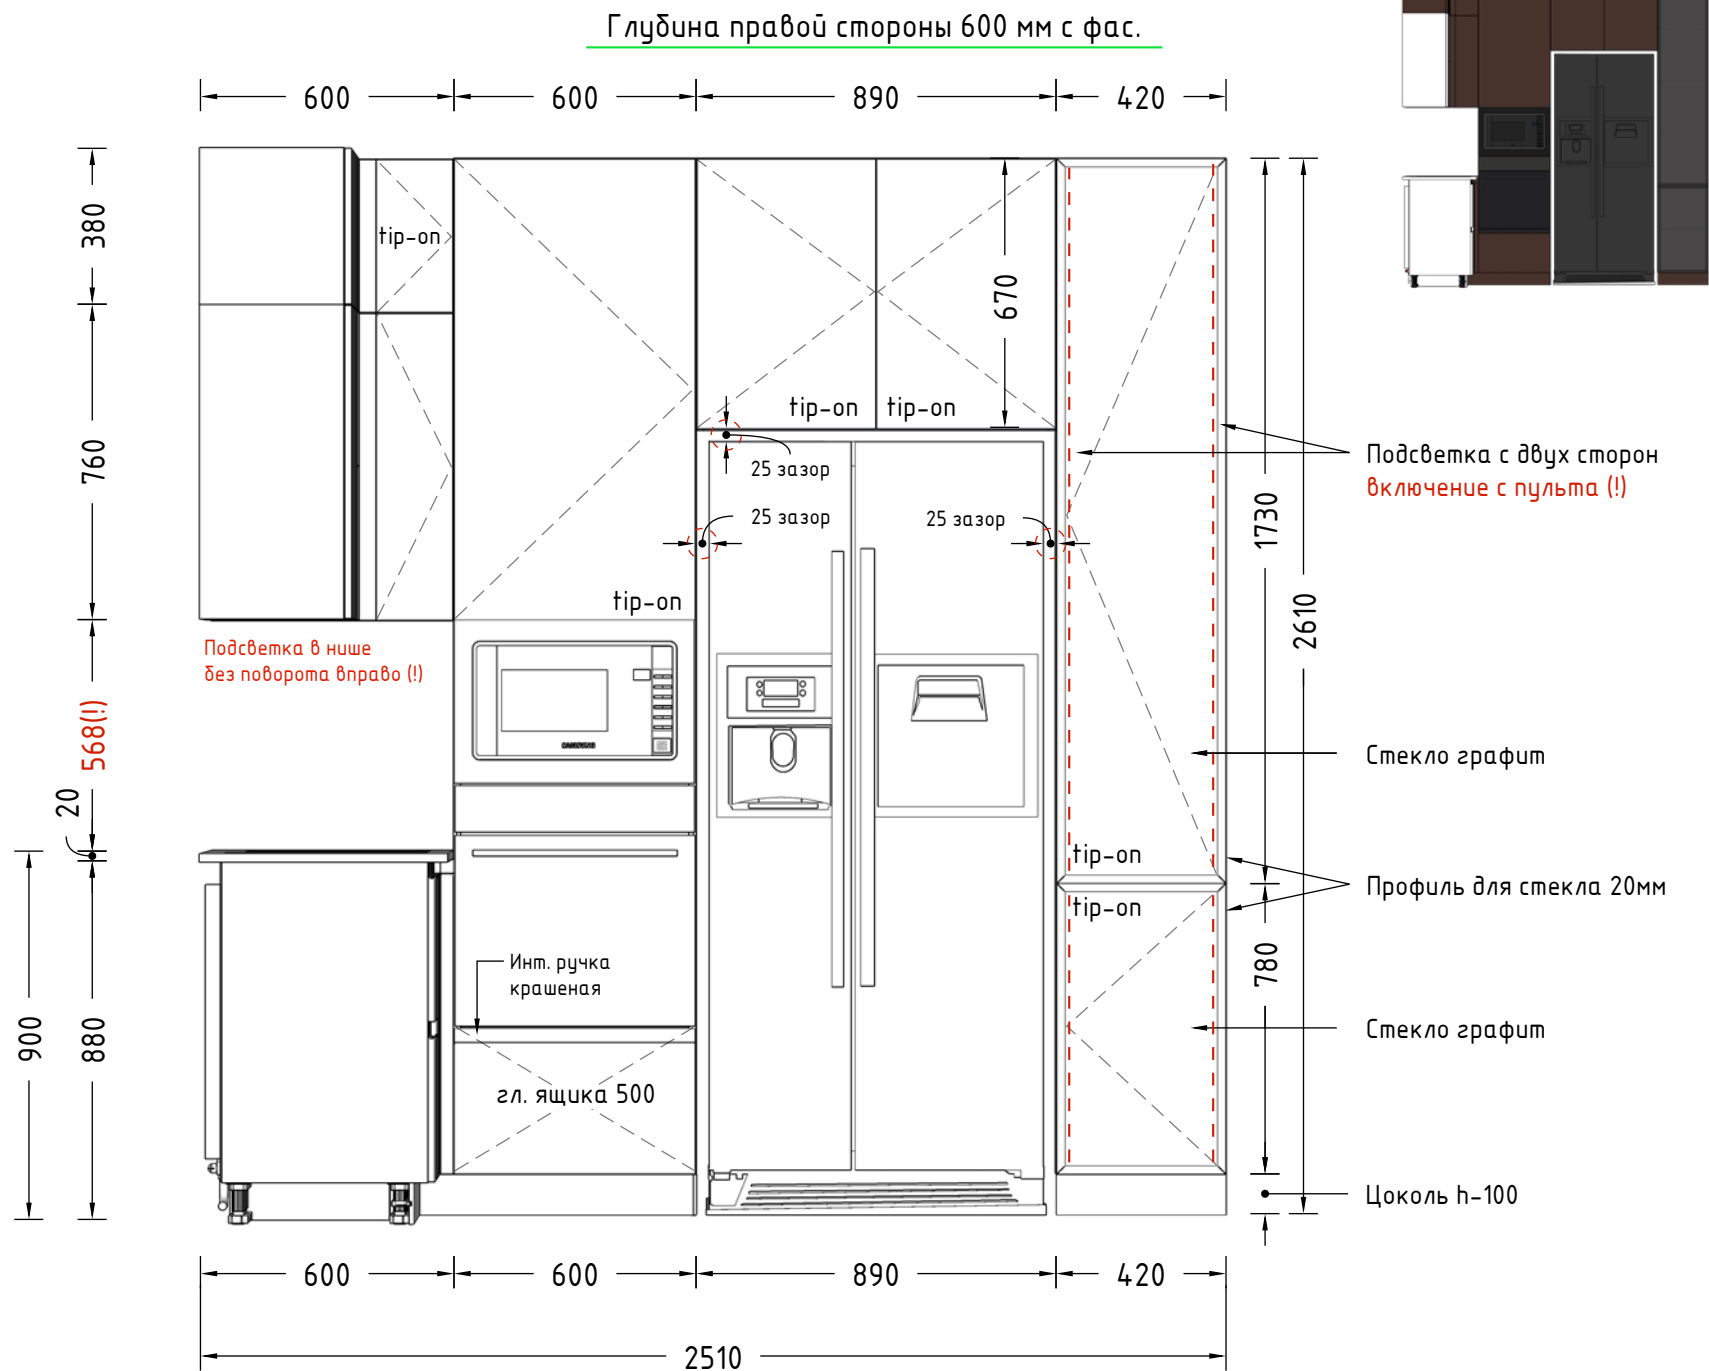 Глубина правой стороны 600 мм с фас.
600
600
890
420
380
760
568(!)
20
900
880
tip-on
tip-on
tip-on
tip-on
670
25 зазор
25 зазор
25 зазор
Подсветка в нише
без поворота вправо (!)
SAMSUNG
1730
2610
780
Подсветка с двух сторон
включение с пульта (!)
Стекло графит
tip-on
tip-on
Профиль для стекла 20мм
Инт. ручка
крашеная
Стекло графит
гл. ящика 500
Цоколь h-100
600
600
890
420
2510